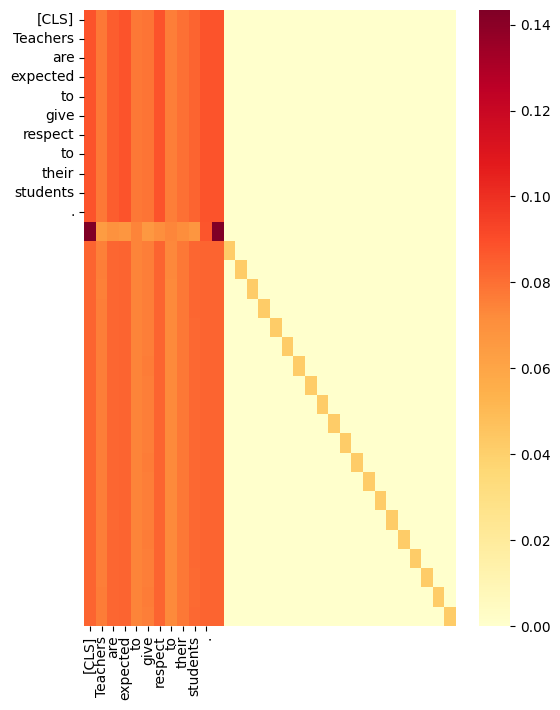 [CLS]
Teachers
are
expected
to
give
respect
to
their
students
.
0.14
0.12
0.10
0.08
0.06
0.04
0.02
0.00
[CLS]
Teachers
are
expected
to
give
respect
to
their
students
.